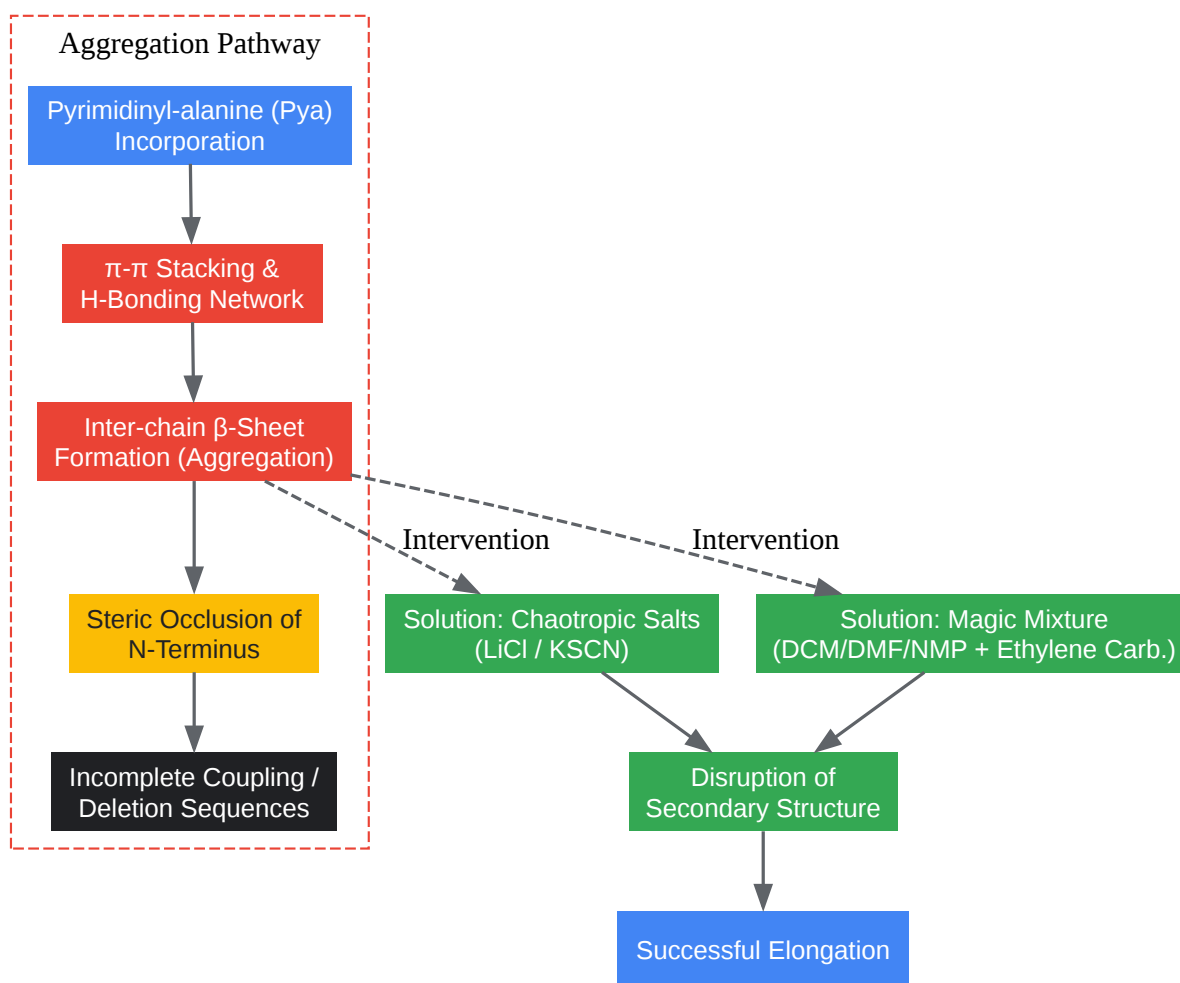 Aggregation Pathway
Pyrimidinyl-alanine (Pya)
Incorporation
π-π Stacking &
H-Bonding Network
Inter-chain β-Sheet
Formation (Aggregation)
Intervention
Intervention
Steric Occlusion of
N-Terminus
Solution: Chaotropic Salts
(LiCl / KSCN)
Solution: Magic Mixture
(DCM/DMF/NMP + Ethylene Carb.)
Incomplete Coupling /
Deletion Sequences
Disruption of
Secondary Structure
Successful Elongation